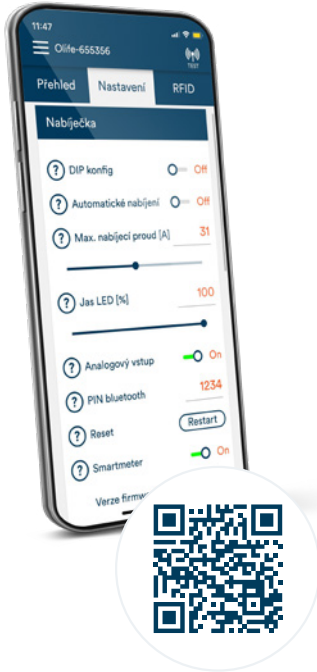 11:47
Olife-655356
TEST
Přehled Nastavení RFID
Nabíječka
? DIP konfig Off
? Automatické nabíjení Off
? Max. nabíjecí proud [A] 31
? Jas LED [%] 100
? Analogový vstup On
? PIN bluetooth 1234
? Reset Restart
? Smartmeter On
Verze firmw